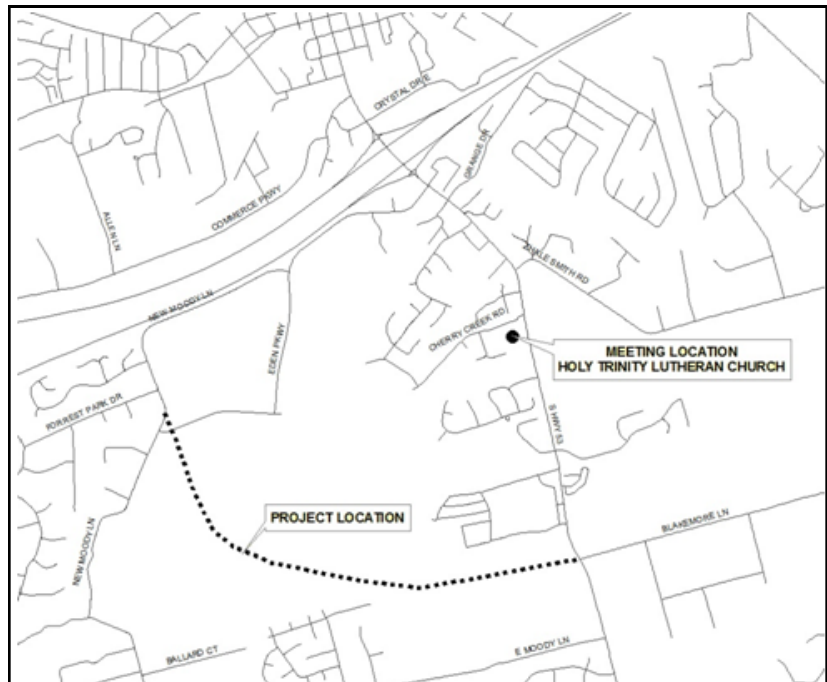 CRYSTAL DR E
ORANGE DR
COMMERCE PKWY
ALLEN LN
ZHALE SMITH RD
NEW MOODY LN
CHERRY CREEK RD
EDEN PKWY
MEETING LOCATION
HOLY TRINITY LUTHERAN CHURCH
FORREST PARK DR
S HWY 53
PROJECT LOCATION
BLAKEMORE LN
NEW MOODY LN
E MOODY LN
BALLARD CT